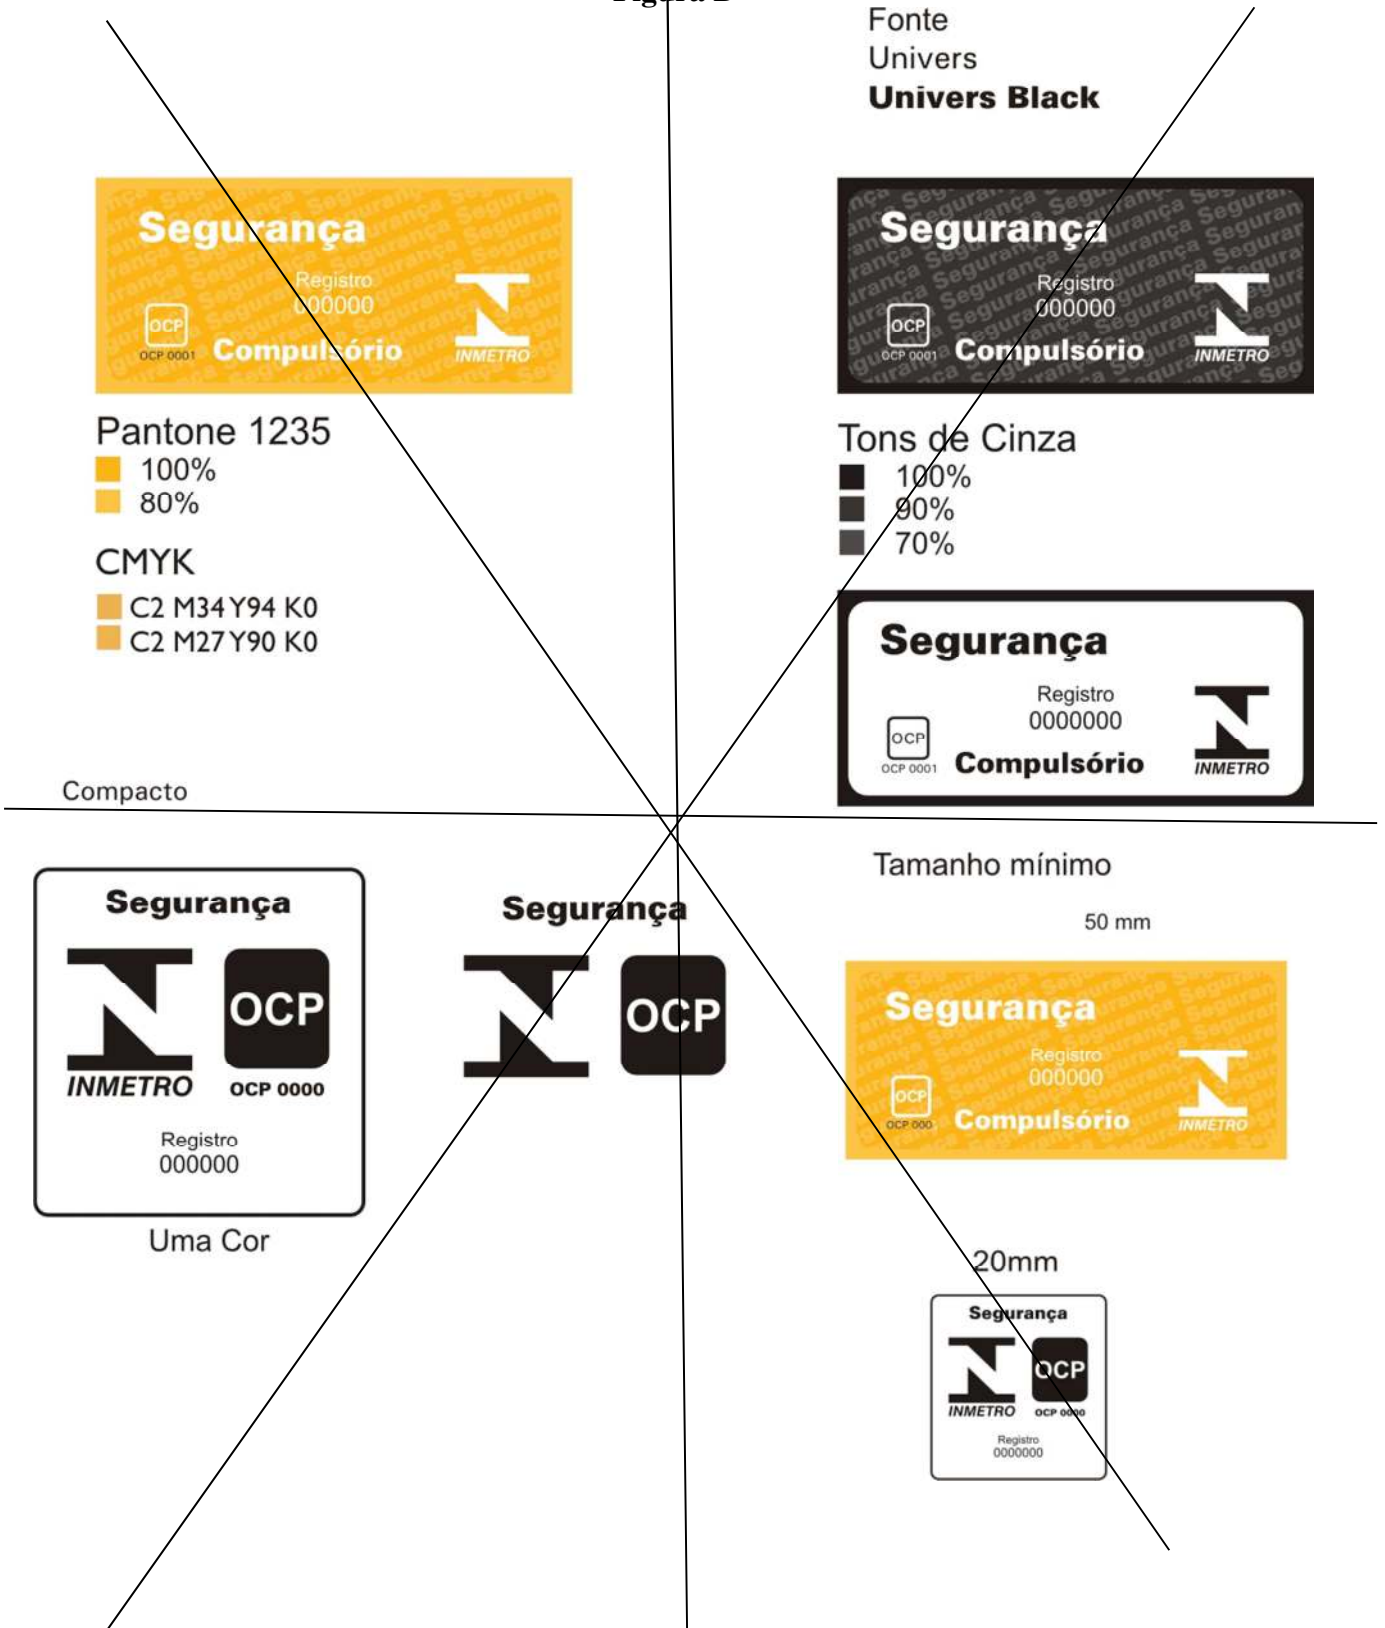 Fonte
Univers
Univers Black
Segurança
Registro
000000
OCP
OCP 0001
Compulsório
INMETRO
Pantone 1235
100%
80%
CMYK
C2 M34 Y94 K0
C2 M27 Y90 K0
Segurança
Registro
000000
OCP
OCP 0001
Compulsório
INMETRO
Tons de Cinza
100%
90%
70%
Segurança
Registro
0000000
OCP
OCP 0001
Compulsório
INMETRO
Compacto
Segurança
OCP
INMETRO
OCP 0000
Registro
000000
Uma Cor
Segurança
OCP
Tamanho mínimo
50 mm
Segurança
Registro
000000
OCP
OCP 000
Compulsório
INMETRO
20mm
Segurança
OCP
INMETRO
OCP 0000
Registro
0000000